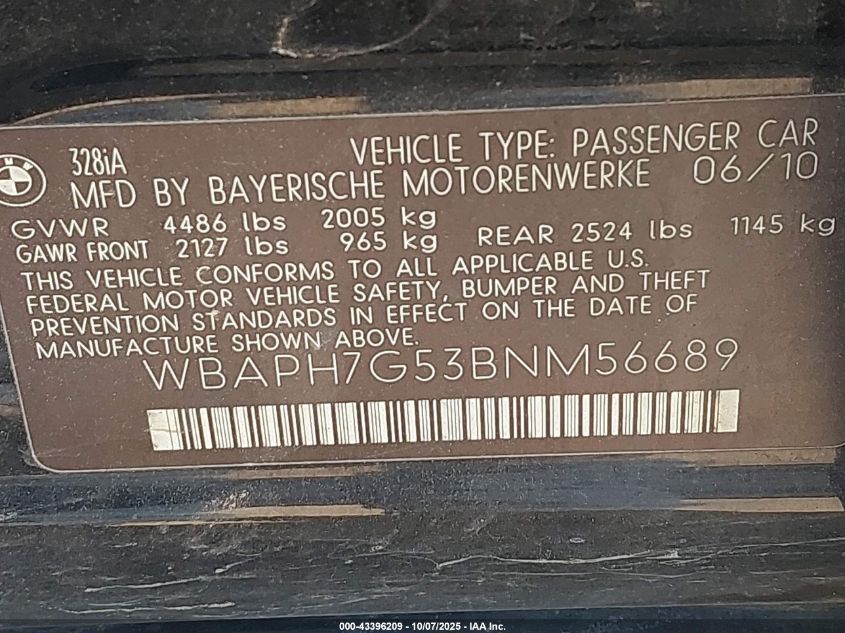 BMW
328iA VEHICLE TYPE: PASSENGER CAR
MFD BY BAYERISCHE MOTORENWERKE 06/10
GVWR 4486 lbs 2005 kg
GAWR FRONT 2127 lbs 965 kg REAR 2524 lbs 1145 kg
THIS VEHICLE CONFORMS TO ALL APPLICABLE U.S.
FEDERAL MOTOR VEHICLE SAFETY, BUMPER AND THEFT
PREVENTION STANDARDS IN EFFECT ON THE DATE OF
MANUFACTURE SHOWN ABOVE.
WBAPH7G53BNM56689
000-43396209 - 10/07/2025 - IAA Inc.